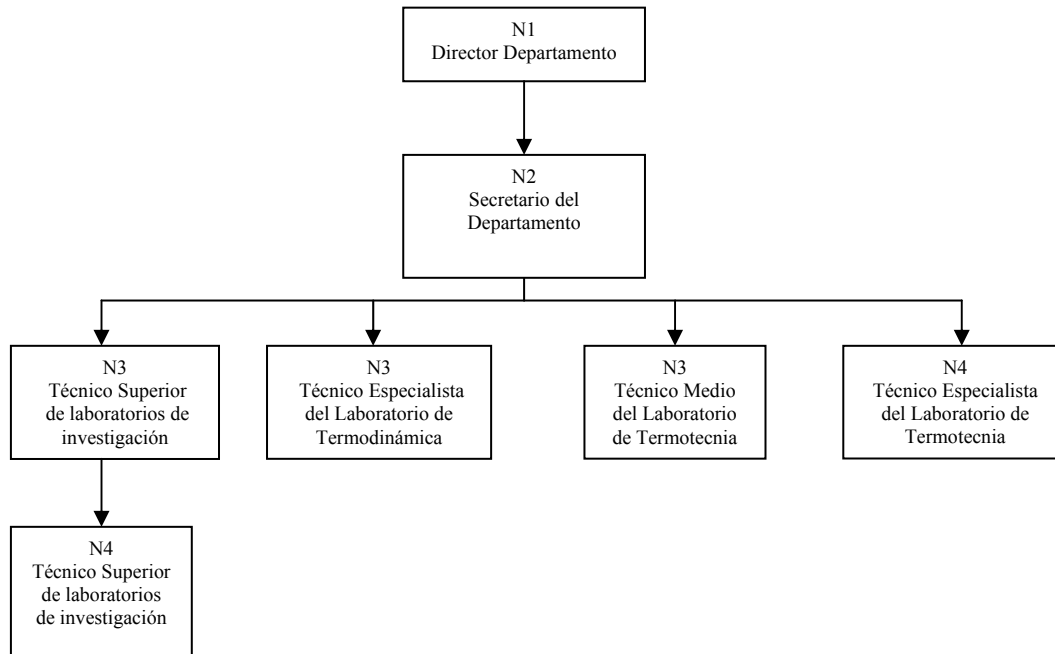 N1
Director Departamento
N2
Secretario del
Departamento
N3
Técnico Superior
de laboratorios de
investigación
N3
Técnico Especialista
del Laboratorio de
Termodinámica
N3
Técnico Medio
del Laboratorio
de Termotecnia
N4
Técnico Especialista
del Laboratorio de
Termotecnia
N4
Técnico Superior
de laboratorios
de investigación